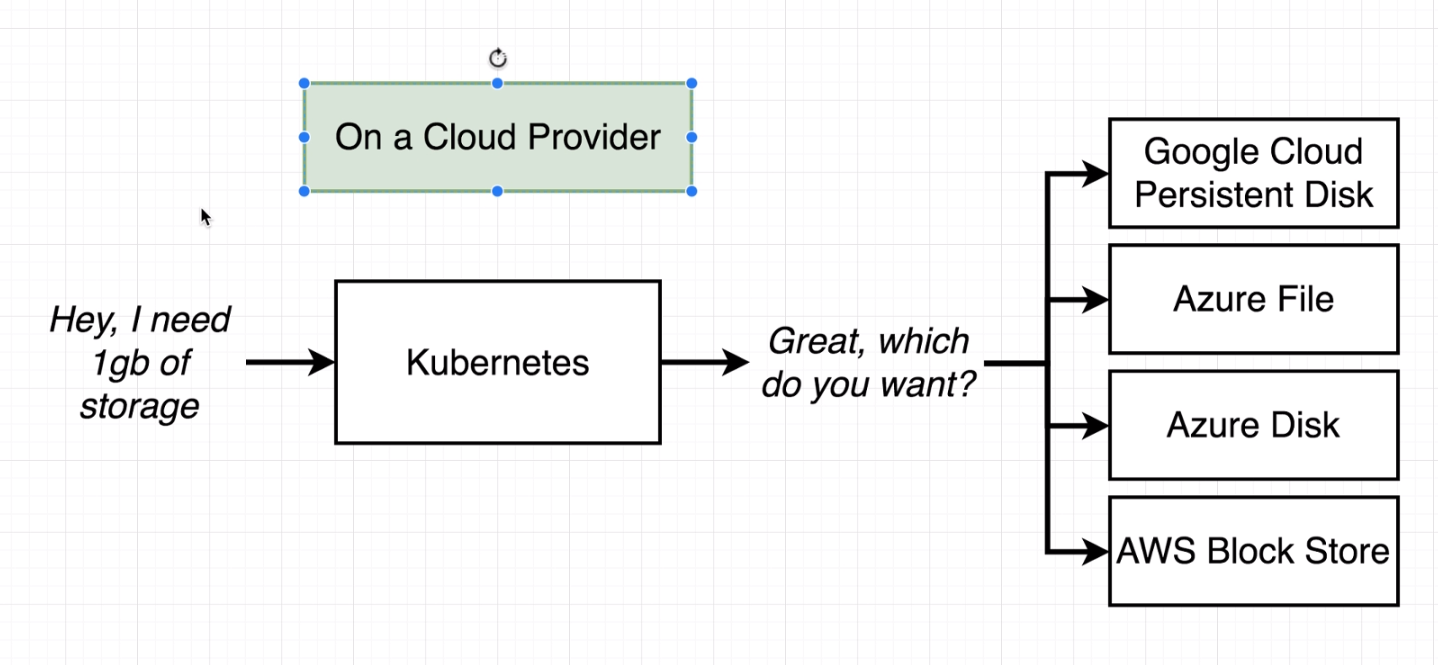 On a Cloud Provider
Hey, I need
1gb of
storage
Kubernetes
Great, which
do you want?
Google Cloud
Persistent Disk
Azure File
Azure Disk
AWS Block Store